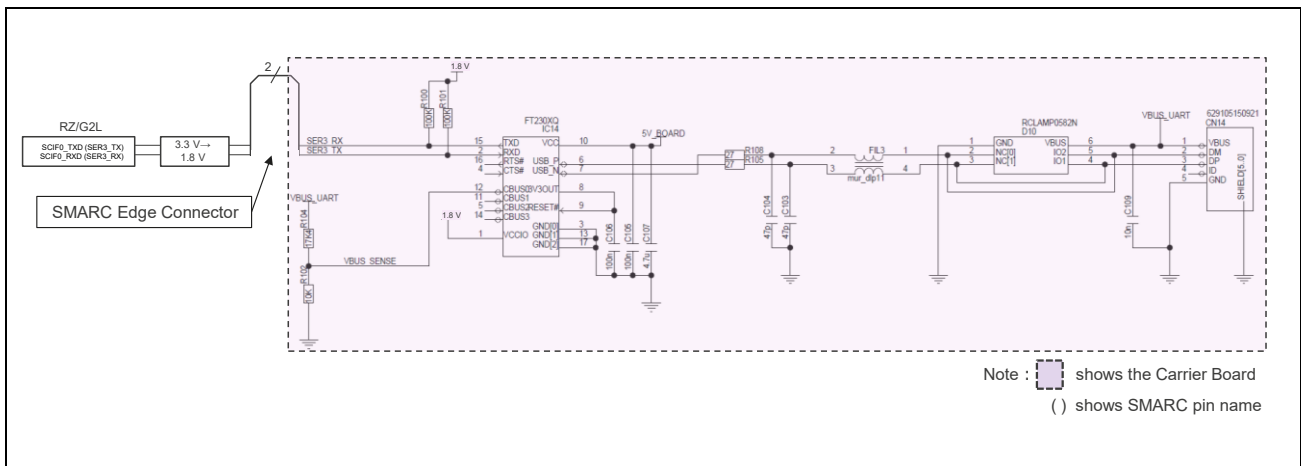 2
1.8 V
R100
100K
R101
100K
RZ/G2L
SCIF0_TXD (SER3_TX)
SCIF0_RXD (SER3_RX)
3.3 V→
1.8 V
SMARC Edge Connector
SER3_RX
SER3_TX
FT230XQ
IC14
15 TXD VCC 10
2 RXD
16 RTS# USB_P 6
4 CTS# USB_N 7
12 CBUS0 3V3OUT 8
11 CBUS1
5 CBUS2 RESET# 9
14 CBUS3
GND[0] 3
GND[1] 13
GND[2] 17
1 VCCIO
1.8 V
5V_BOARD
VBUS_UART
R104
R102
10K
VBUS_SENSE
C106
100n
C105
100n
C107
4.7u
27 R108
27 R105
C104
47p
C103
47p
2 FIL3 1
3 4
mur_dlp11
RCLAMP0582N
D10
1 GND VBUS 6
2 NC[0] IO2 5
3 NC[1] IO1 4
C109
10n
VBUS_UART
629105150921
CN14
1 VBUS
2 DM
3 DP
4 ID
5 GND
SHIELD[5..0]
Note : shows the Carrier Board
( ) shows SMARC pin name